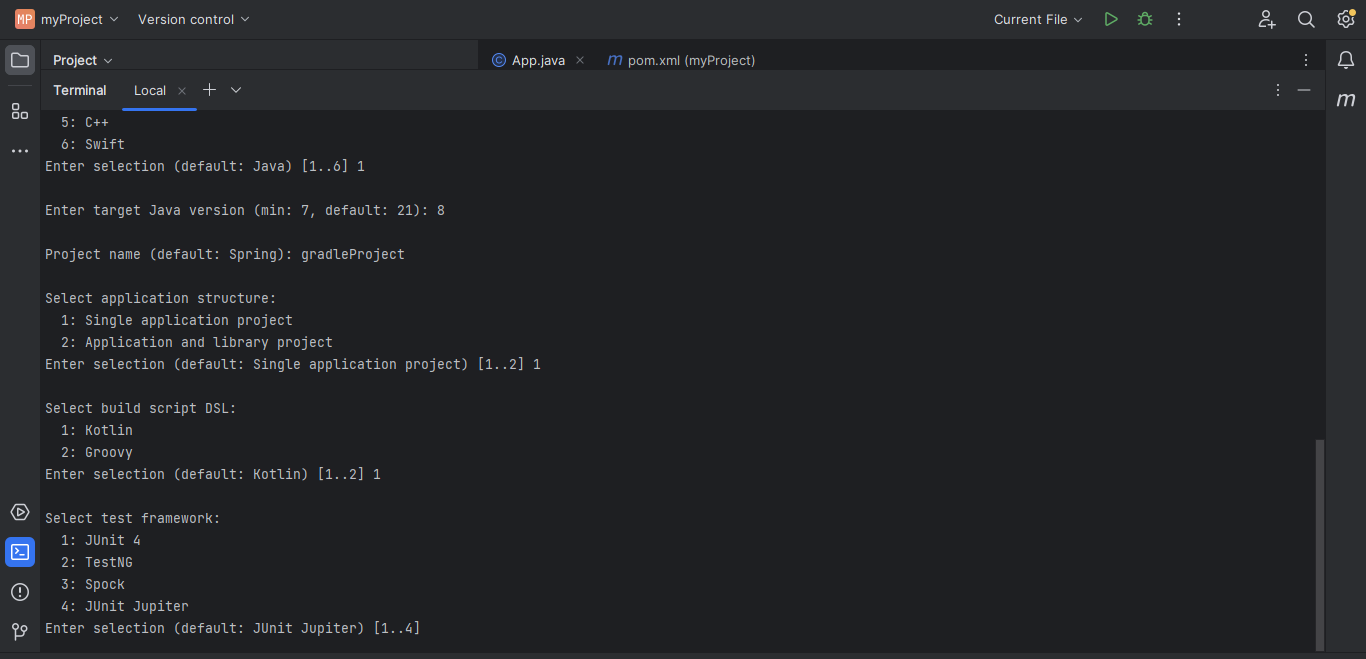 MP myProject Version control Current File
Project App.java pom.xml (myProject)
Terminal Local
5: C++
6: Swift
Enter selection (default: Java) [1..6] 1
Enter target Java version (min: 7, default: 21): 8
Project name (default: Spring): gradleProject
Select application structure:
1: Single application project
2: Application and library project
Enter selection (default: Single application project) [1..2] 1
Select build script DSL:
1: Kotlin
2: Groovy
Enter selection (default: Kotlin) [1..2] 1
Select test framework:
1: JUnit 4
2: TestNG
3: Spock
4: JUnit Jupiter
Enter selection (default: JUnit Jupiter) [1..4]